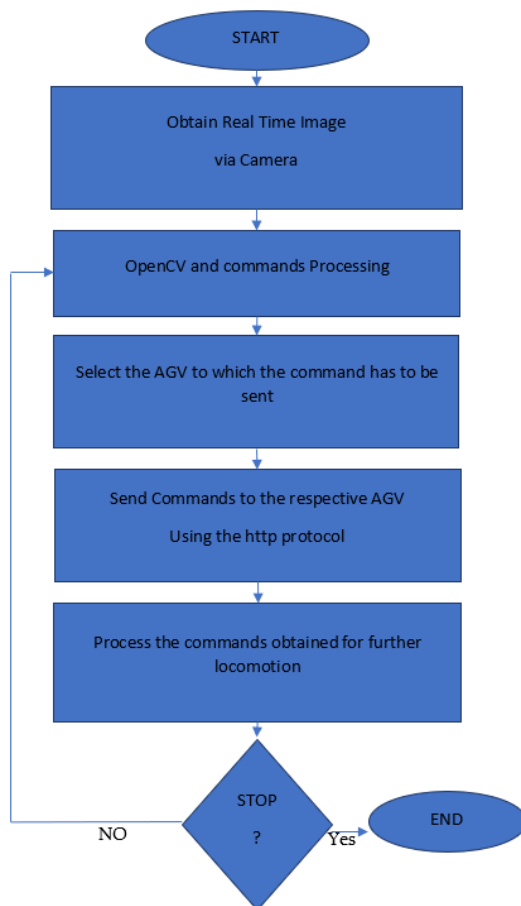 START
Obtain Real Time Image
via Camera
OpenCV and commands Processing
Select the AGV to which the command has to be
sent
Send Commands to the respective AGV
Using the http protocol
Process the commands obtained for further
locomotion
STOP
?
NO
Yes
END